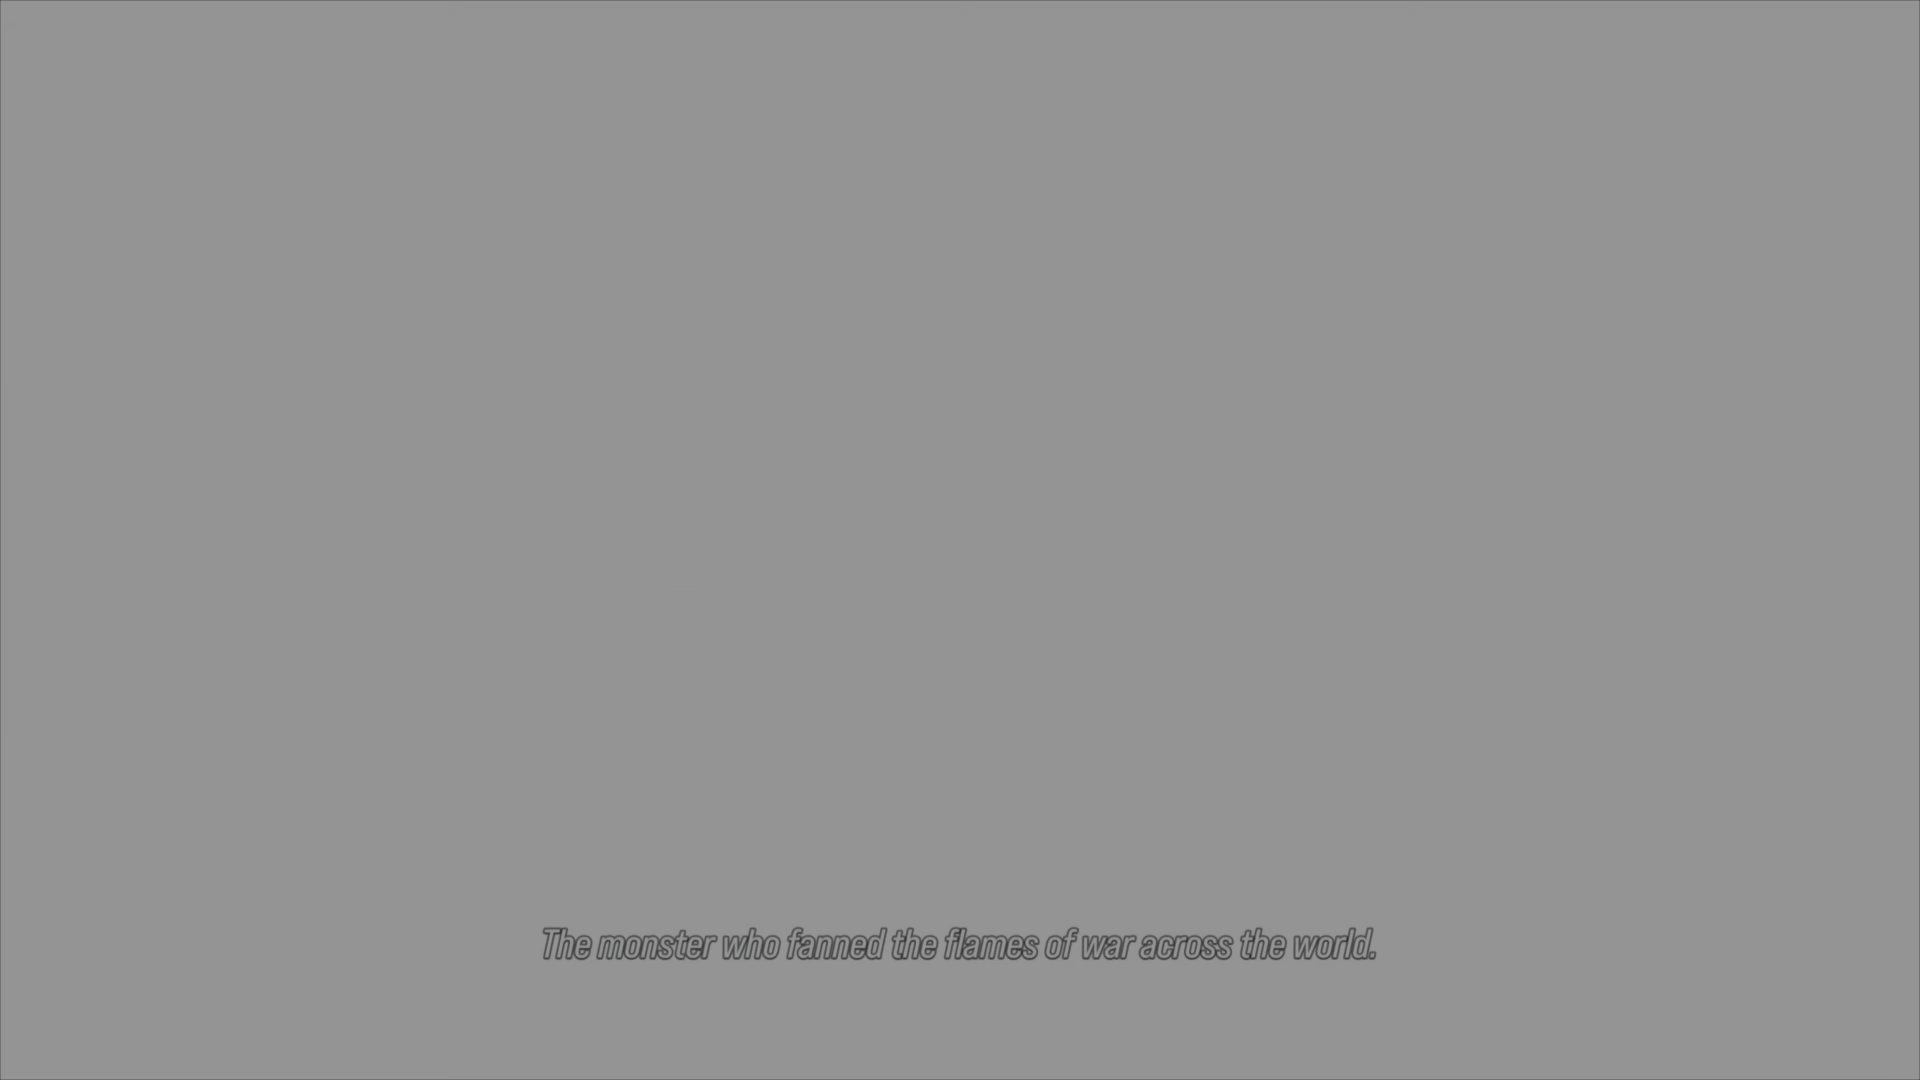 The monster who fanned the flames of war across the world.